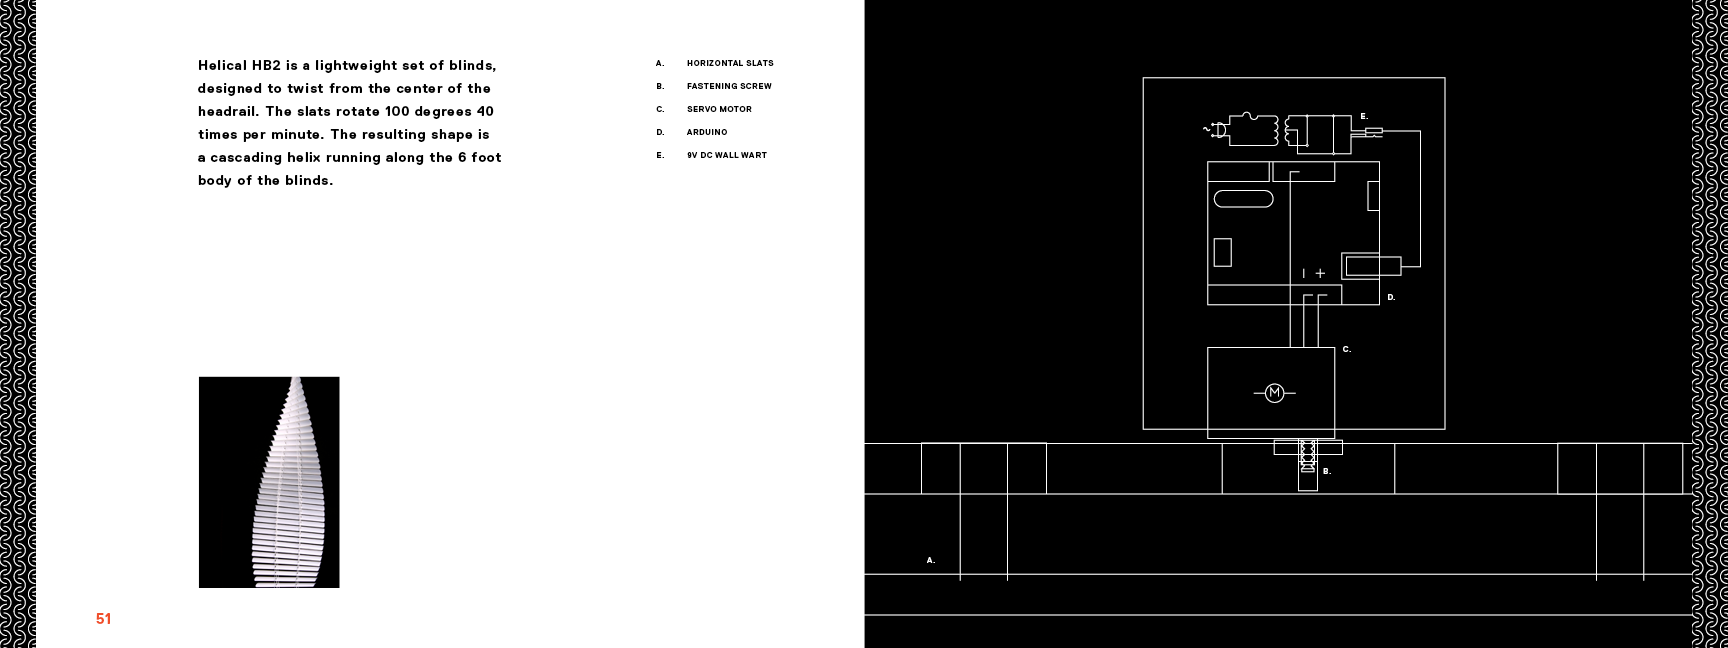 Helical HB2 is a lightweight set of blinds,
designed to twist from the center of the
headrail. The slats rotate 100 degrees 40
times per minute. The resulting shape is
a cascading helix running along the 6 foot
body of the blinds.
A. HORIZONTAL SLATS
B. FASTENING SCREW
C. SERVO MOTOR
D. ARDUINO
E. 9V DC WALL WART
51
E.
~
| +
D.
C.
M
B.
A.